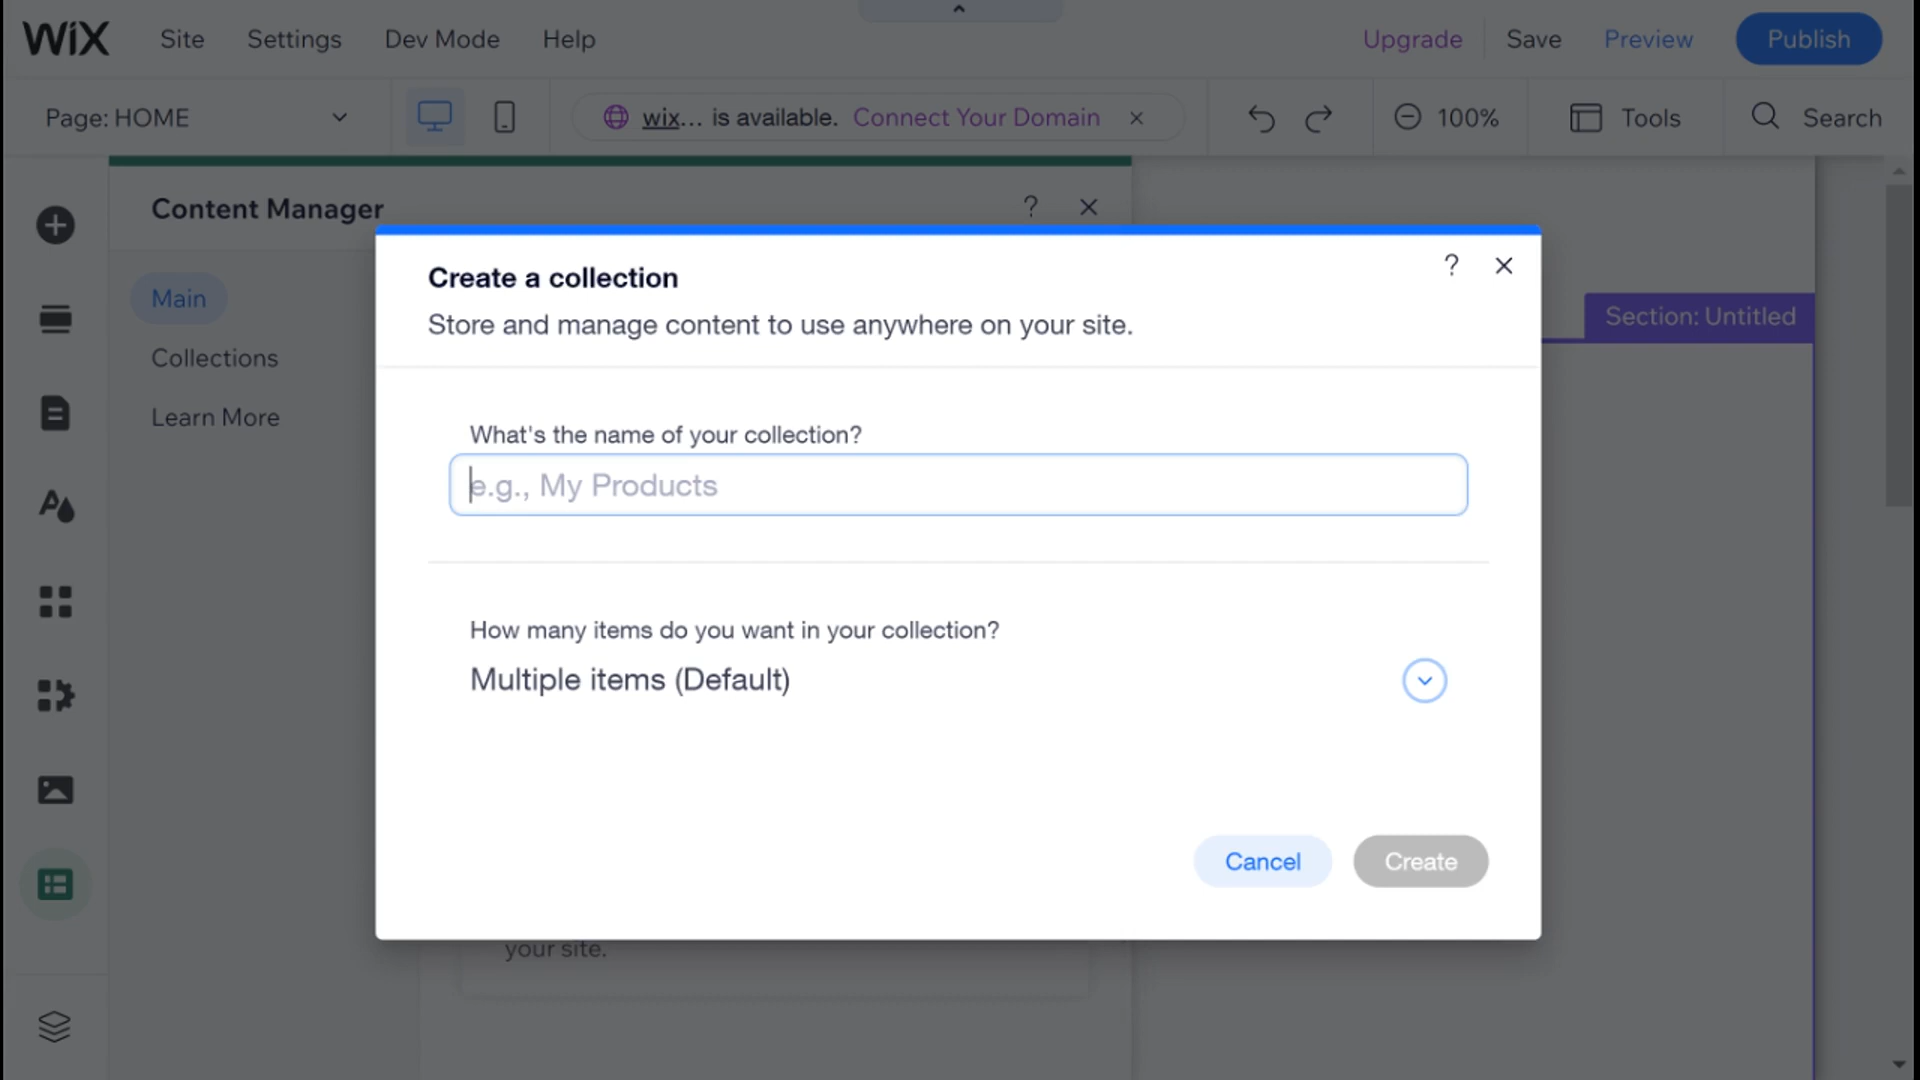 WiX Site Settings Dev Mode Help Upgrade Save Preview Publish
Page: HOME wix... is available. Connect Your Domain 100% Tools Search
Content Manager ?
Main
Collections
Learn More
Section: Untitled
Create a collection ?
Store and manage content to use anywhere on your site.
What's the name of your collection?
e.g., My Products
How many items do you want in your collection?
Multiple items (Default)
Cancel Create
your site.